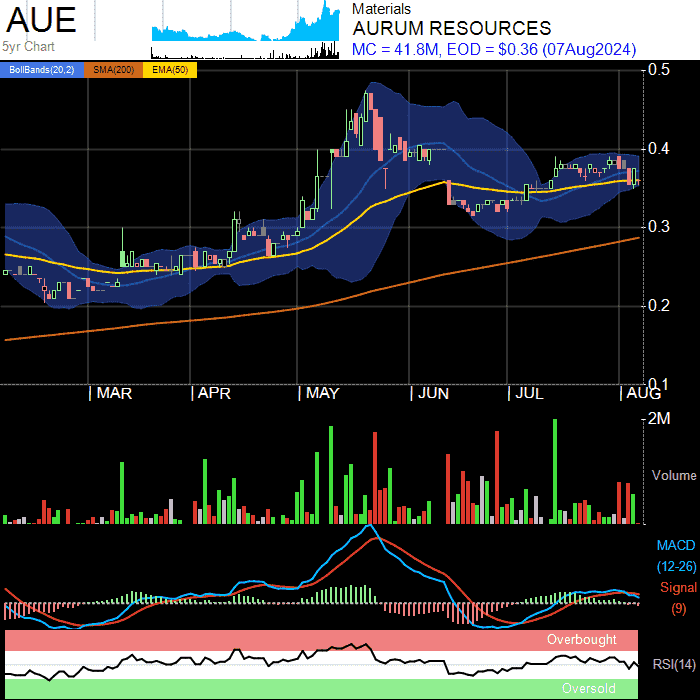 AUE
5yr Chart
Materials
AURUM RESOURCES
MC = 41.8M, EOD = $0.36 (07Aug2024)
BollBands(20,2) SMA(200) EMA(50)
0.5
0.4
0.3
0.2
0.1
MAR APR MAY JUN JUL AUG
2M
Volume
MACD
(12-26)
Signal
(9)
Overbought
RSI(14)
Oversold